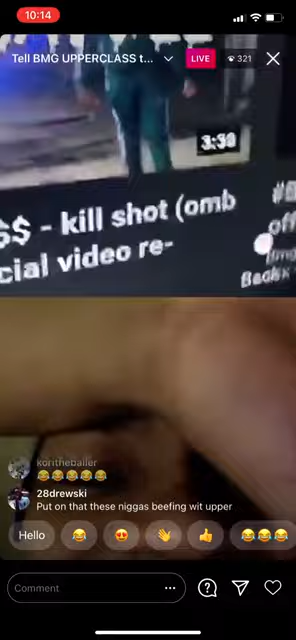 10:14
Tell BMG UPPERCLASS t...
LIVE
321
3:30
$ - kill shot (omb
cial video re-
off
koritheballer
😂😂😂😂😂
28drewski
Put on that these niggas beefing wit upper
Hello
😂 😍 👋 👍 😂😂😂
Comment